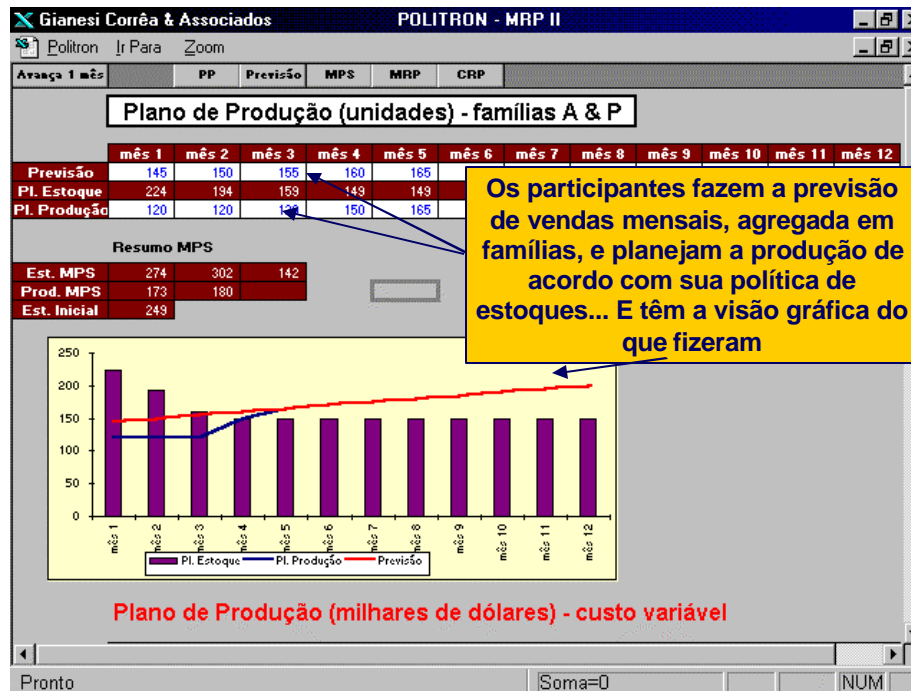 Gianesi Corrêa & Associados POLITRON - MRP II
Politron Ir Para Zoom
Avança 1 mês PP Previsão MPS MRP CRP
Plano de Produção (unidades) - famílias A & P
mês 1 mês 2 mês 3 mês 4 mês 5 mês 6 mês 7 mês 8 mês 9 mês 10 mês 11 mês 12
Previsão 145 150 155 160 165
Pl. Estoque 224 194 159 149 149
Pl. Produção 120 120 120 150 165
Os participantes fazem a previsão
de vendas mensais, agregada em
famílias, e planejam a produção de
acordo com sua política de
estoques... E têm a visão gráfica do
que fizeram
Resumo MPS
Est. MPS 274 302 142
Prod. MPS 173 180
Est. Inicial 249
250
200
150
100
50
0
mês 1 mês 2 mês 3 mês 4 mês 5 mês 6 mês 7 mês 8 mês 9 mês 10 mês 11 mês 12
Pl. Estoque Pl. Produção Previsão
Plano de Produção (milhares de dólares) - custo variável
Pronto Soma=0 NUM